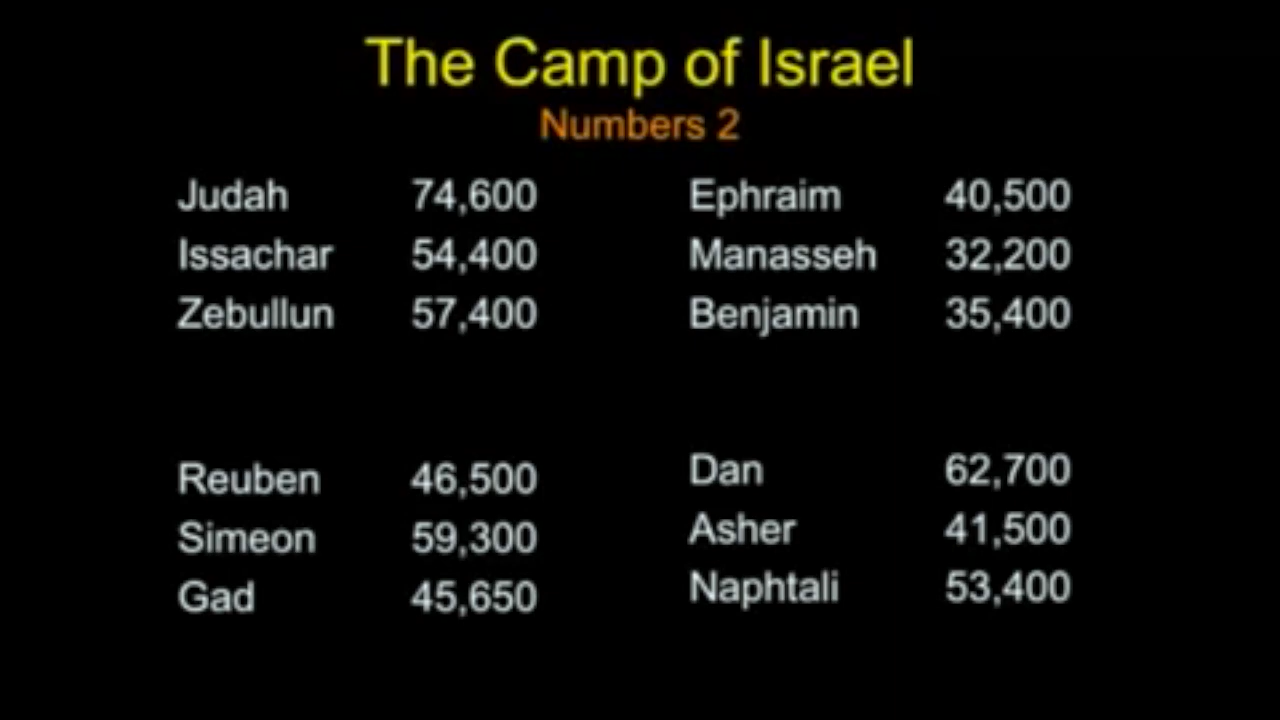 The Camp of Israel
Numbers 2
Judah 74,600
Issachar 54,400
Zebullun 57,400
Ephraim 40,500
Manasseh 32,200
Benjamin 35,400
Reuben 46,500
Simeon 59,300
Gad 45,650
Dan 62,700
Asher 41,500
Naphtali 53,400